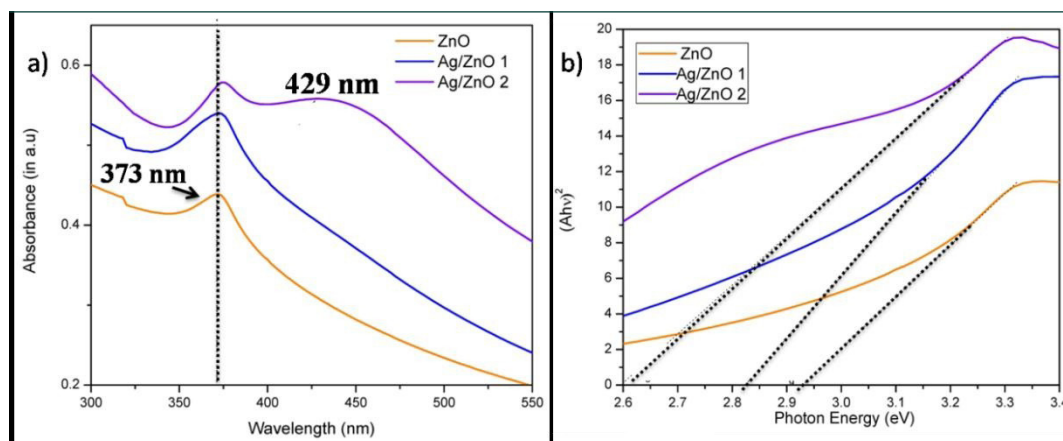 a)
ZnO
Ag/ZnO 1
Ag/ZnO 2
429 nm
373 nm
0.6
0.4
0.2
Absorbance (in a.u)
300 350 400 450 500 550
Wavelength (nm)
b)
ZnO
Ag/ZnO 1
Ag/ZnO 2
20
18
16
14
12
10
8
6
4
2
0
(Ahν)²
2.6 2.7 2.8 2.9 3.0 3.1 3.2 3.3 3.4
Photon Energy (eV)